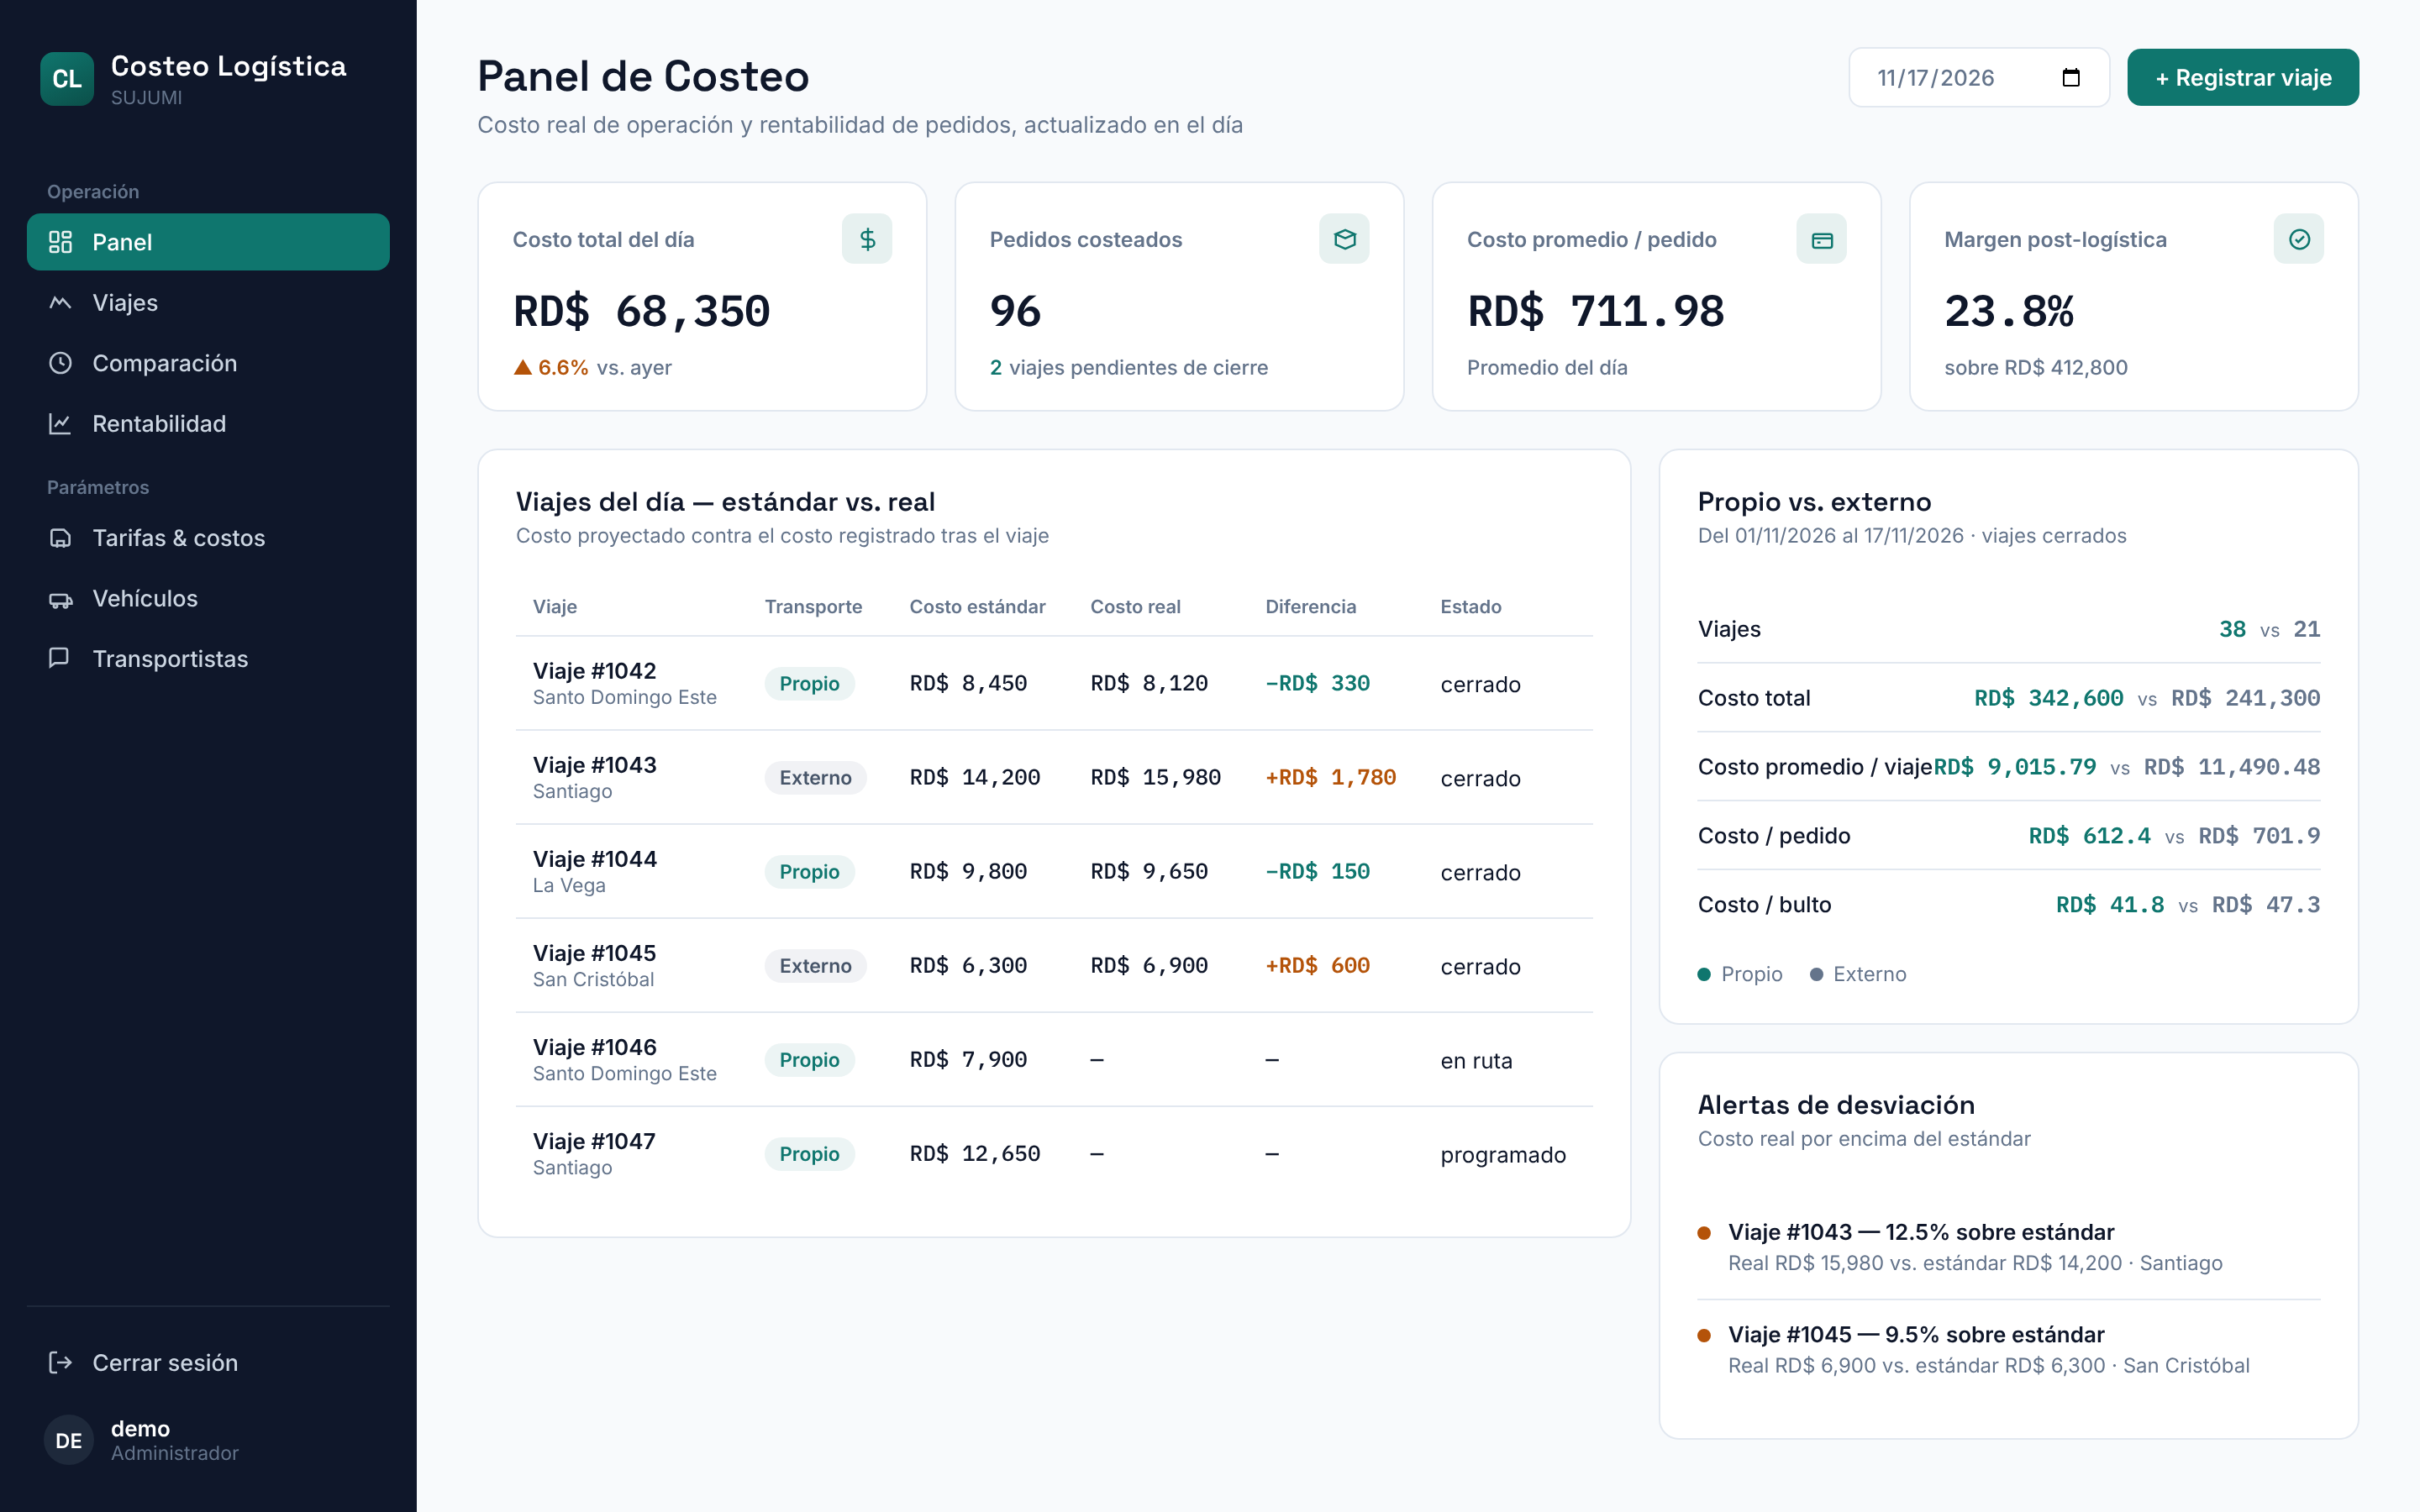 CL
Costeo Logística
SUJUMI
Operación
Panel
Viajes
Comparación
Rentabilidad
Parámetros
Tarifas & costos
Vehículos
Transportistas
Cerrar sesión
DE
demo
Administrador
Panel de Costeo
Costo real de operación y rentabilidad de pedidos, actualizado en el día
11/17/2026
+ Registrar viaje
Costo total del día
$
RD$ 68,350
▲ 6.6% vs. ayer
Pedidos costeados
96
2 viajes pendientes de cierre
Costo promedio / pedido
RD$ 711.98
Promedio del día
Margen post-logística
23.8%
sobre RD$ 412,800
Viajes del día — estándar vs. real
Costo proyectado contra el costo registrado tras el viaje
Viaje Transporte Costo estándar Costo real Diferencia Estado
Viaje #1042
Santo Domingo Este
Propio RD$ 8,450 RD$ 8,120 −RD$ 330 cerrado
Viaje #1043
Santiago
Externo RD$ 14,200 RD$ 15,980 +RD$ 1,780 cerrado
Viaje #1044
La Vega
Propio RD$ 9,800 RD$ 9,650 −RD$ 150 cerrado
Viaje #1045
San Cristóbal
Externo RD$ 6,300 RD$ 6,900 +RD$ 600 cerrado
Viaje #1046
Santo Domingo Este
Propio RD$ 7,900 — — en ruta
Viaje #1047
Santiago
Propio RD$ 12,650 — — programado
Propio vs. externo
Del 01/11/2026 al 17/11/2026 · viajes cerrados
Viajes 38 vs 21
Costo total RD$ 342,600 vs RD$ 241,300
Costo promedio / viaje RD$ 9,015.79 vs RD$ 11,490.48
Costo / pedido RD$ 612.4 vs RD$ 701.9
Costo / bulto RD$ 41.8 vs RD$ 47.3
Propio Externo
Alertas de desviación
Costo real por encima del estándar
Viaje #1043 — 12.5% sobre estándar
Real RD$ 15,980 vs. estándar RD$ 14,200 · Santiago
Viaje #1045 — 9.5% sobre estándar
Real RD$ 6,900 vs. estándar RD$ 6,300 · San Cristóbal